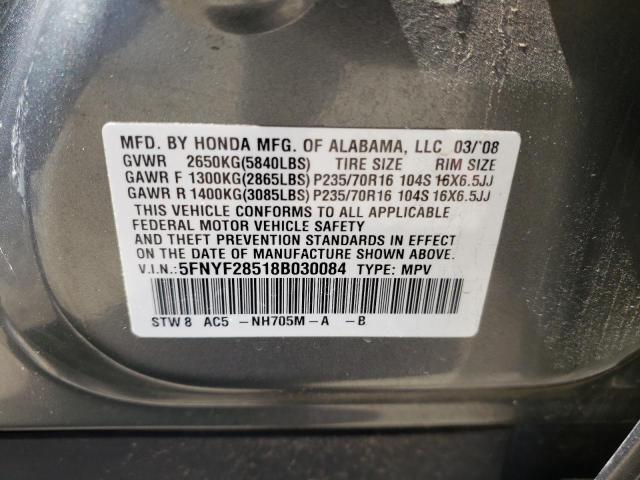 MFD. BY HONDA MFG. OF ALABAMA, LLC 03/'08
GVWR 2650KG(5840LBS) TIRE SIZE RIM SIZE
GAWR F 1300KG(2865LBS) P235/70R16 104S 16X6.5JJ
GAWR R 1400KG(3085LBS) P235/70R16 104S 16X6.5JJ
THIS VEHICLE CONFORMS TO ALL APPLICABLE
FEDERAL MOTOR VEHICLE SAFETY
AND THEFT PREVENTION STANDARDS IN EFFECT
ON THE DATE OF MANUFACTURE SHOWN ABOVE.
V.I.N.: 5FNYF28518B030084 TYPE: MPV
STW8 AC5 -NH705M-A -B